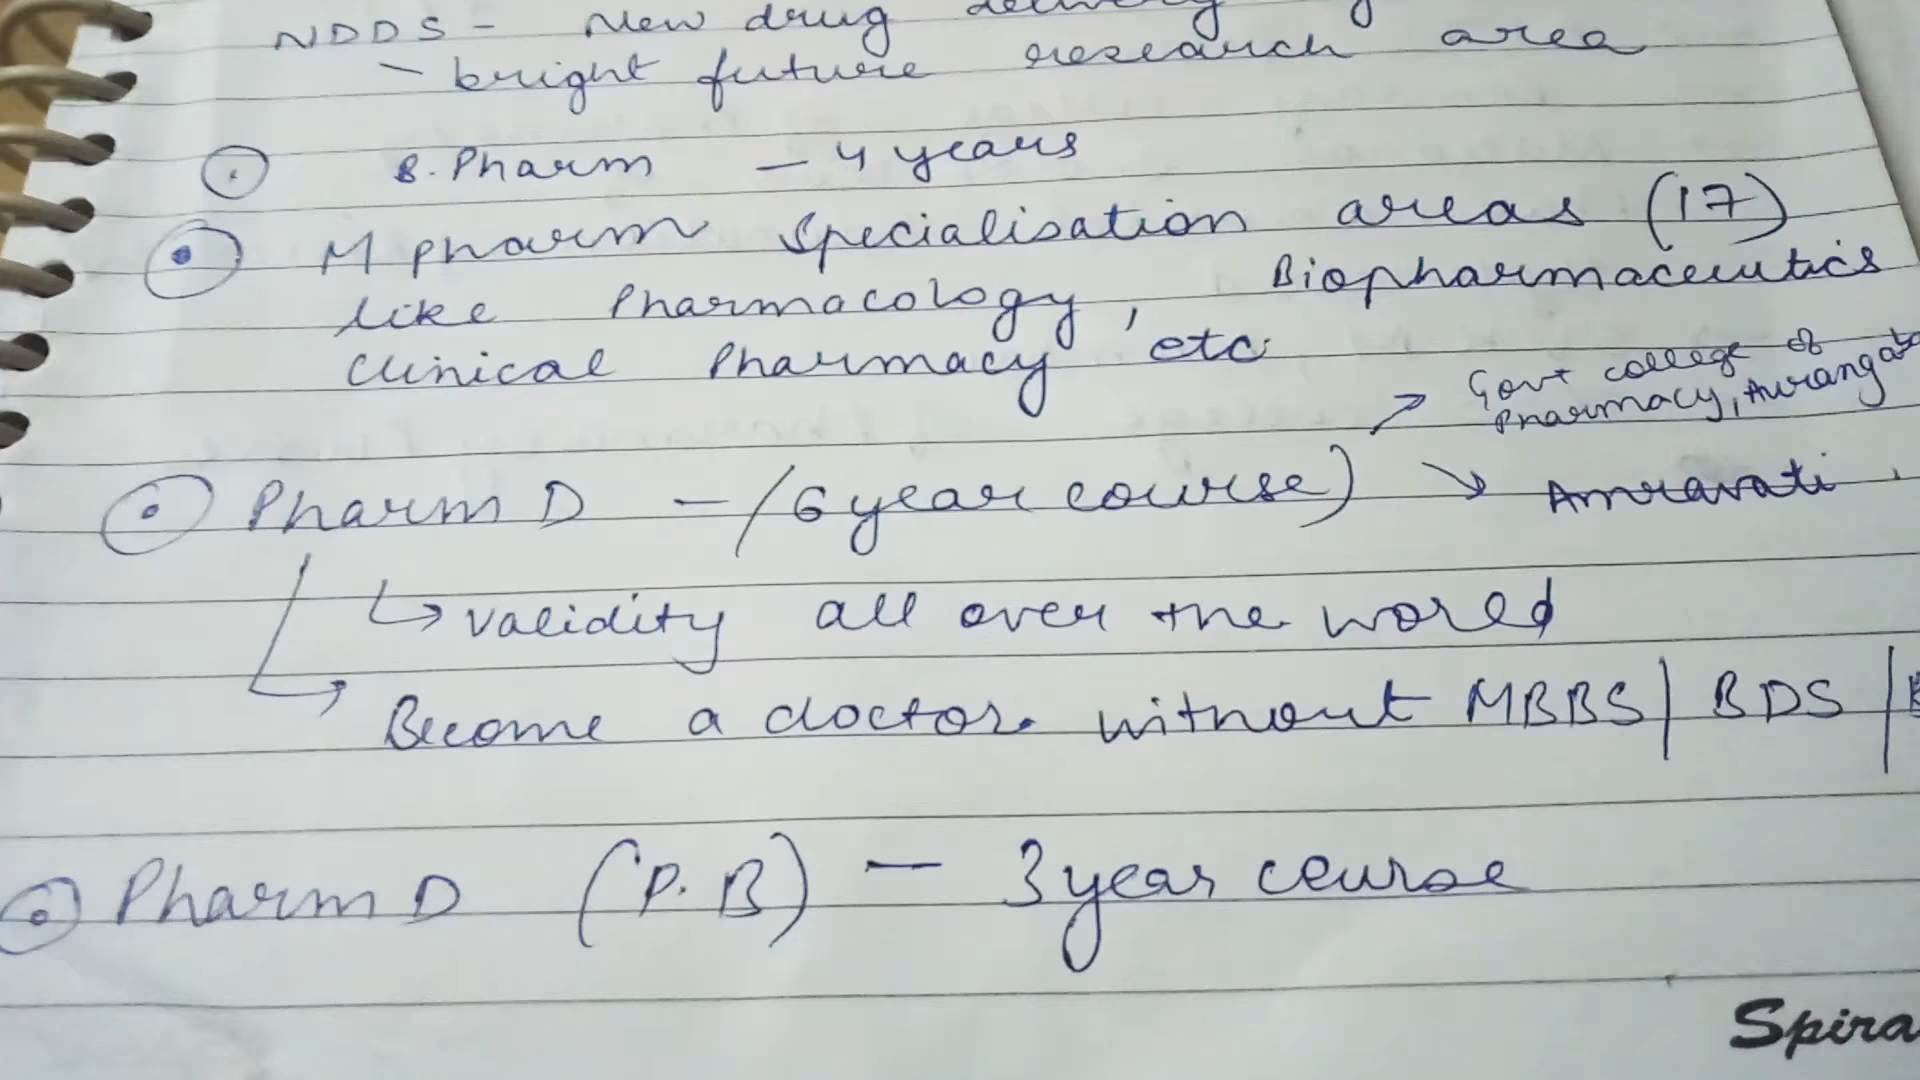 NDDS - New drug delivery
- bright future research area
B. Pharm - 4 years
M pharm specialisation areas (17)
like Pharmacology, Biopharmaceutics
Clinical Pharmacy etc.
Govt college of
Pharmacy, Aurangab
Pharm D - (6 year course) Amravati
validity all over the world
Become a doctor without MBBS | BDS |
Pharm D (P.B) - 3 year course
Spira